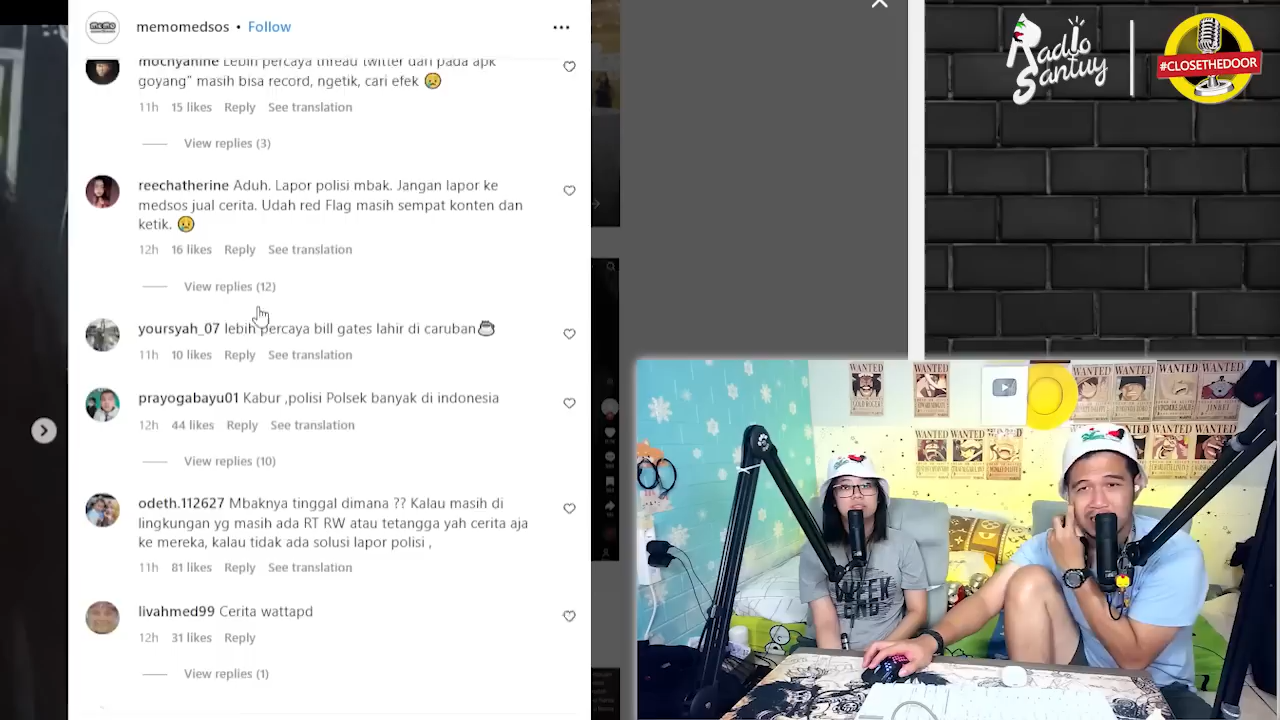 memomedsos • Follow
mochyanine Lebih percaya thread twitter dari pada apk
goyang" masih bisa record, ngetik, cari efek 😥
11h 15 likes Reply See translation
View replies (3)
reechatherine Aduh. Lapor polisi mbak. Jangan lapor ke
medsos jual cerita. Udah red Flag masih sempat konten dan
ketik. 😥
12h 16 likes Reply See translation
View replies (12)
yoursyah_07 lebih percaya bill gates lahir di caruban
11h 10 likes Reply See translation
prayogabayu01 Kabur ,polisi Polsek banyak di indonesia
12h 44 likes Reply See translation
View replies (10)
odeth.112627 Mbaknya tinggal dimana ?? Kalau masih di
lingkungan yg masih ada RT RW atau tetangga yah cerita aja
ke mereka, kalau tidak ada solusi lapor polisi ,
11h 81 likes Reply See translation
livahmed99 Cerita wattapd
12h 31 likes Reply
View replies (1)
Radio
Santuy
#CLOSETHEDOOR
WANTED
WANTED
WANTED
WANTED
WANTED
WANTED
JINBEI
WANTED
WANTED
WANTED
WANTED